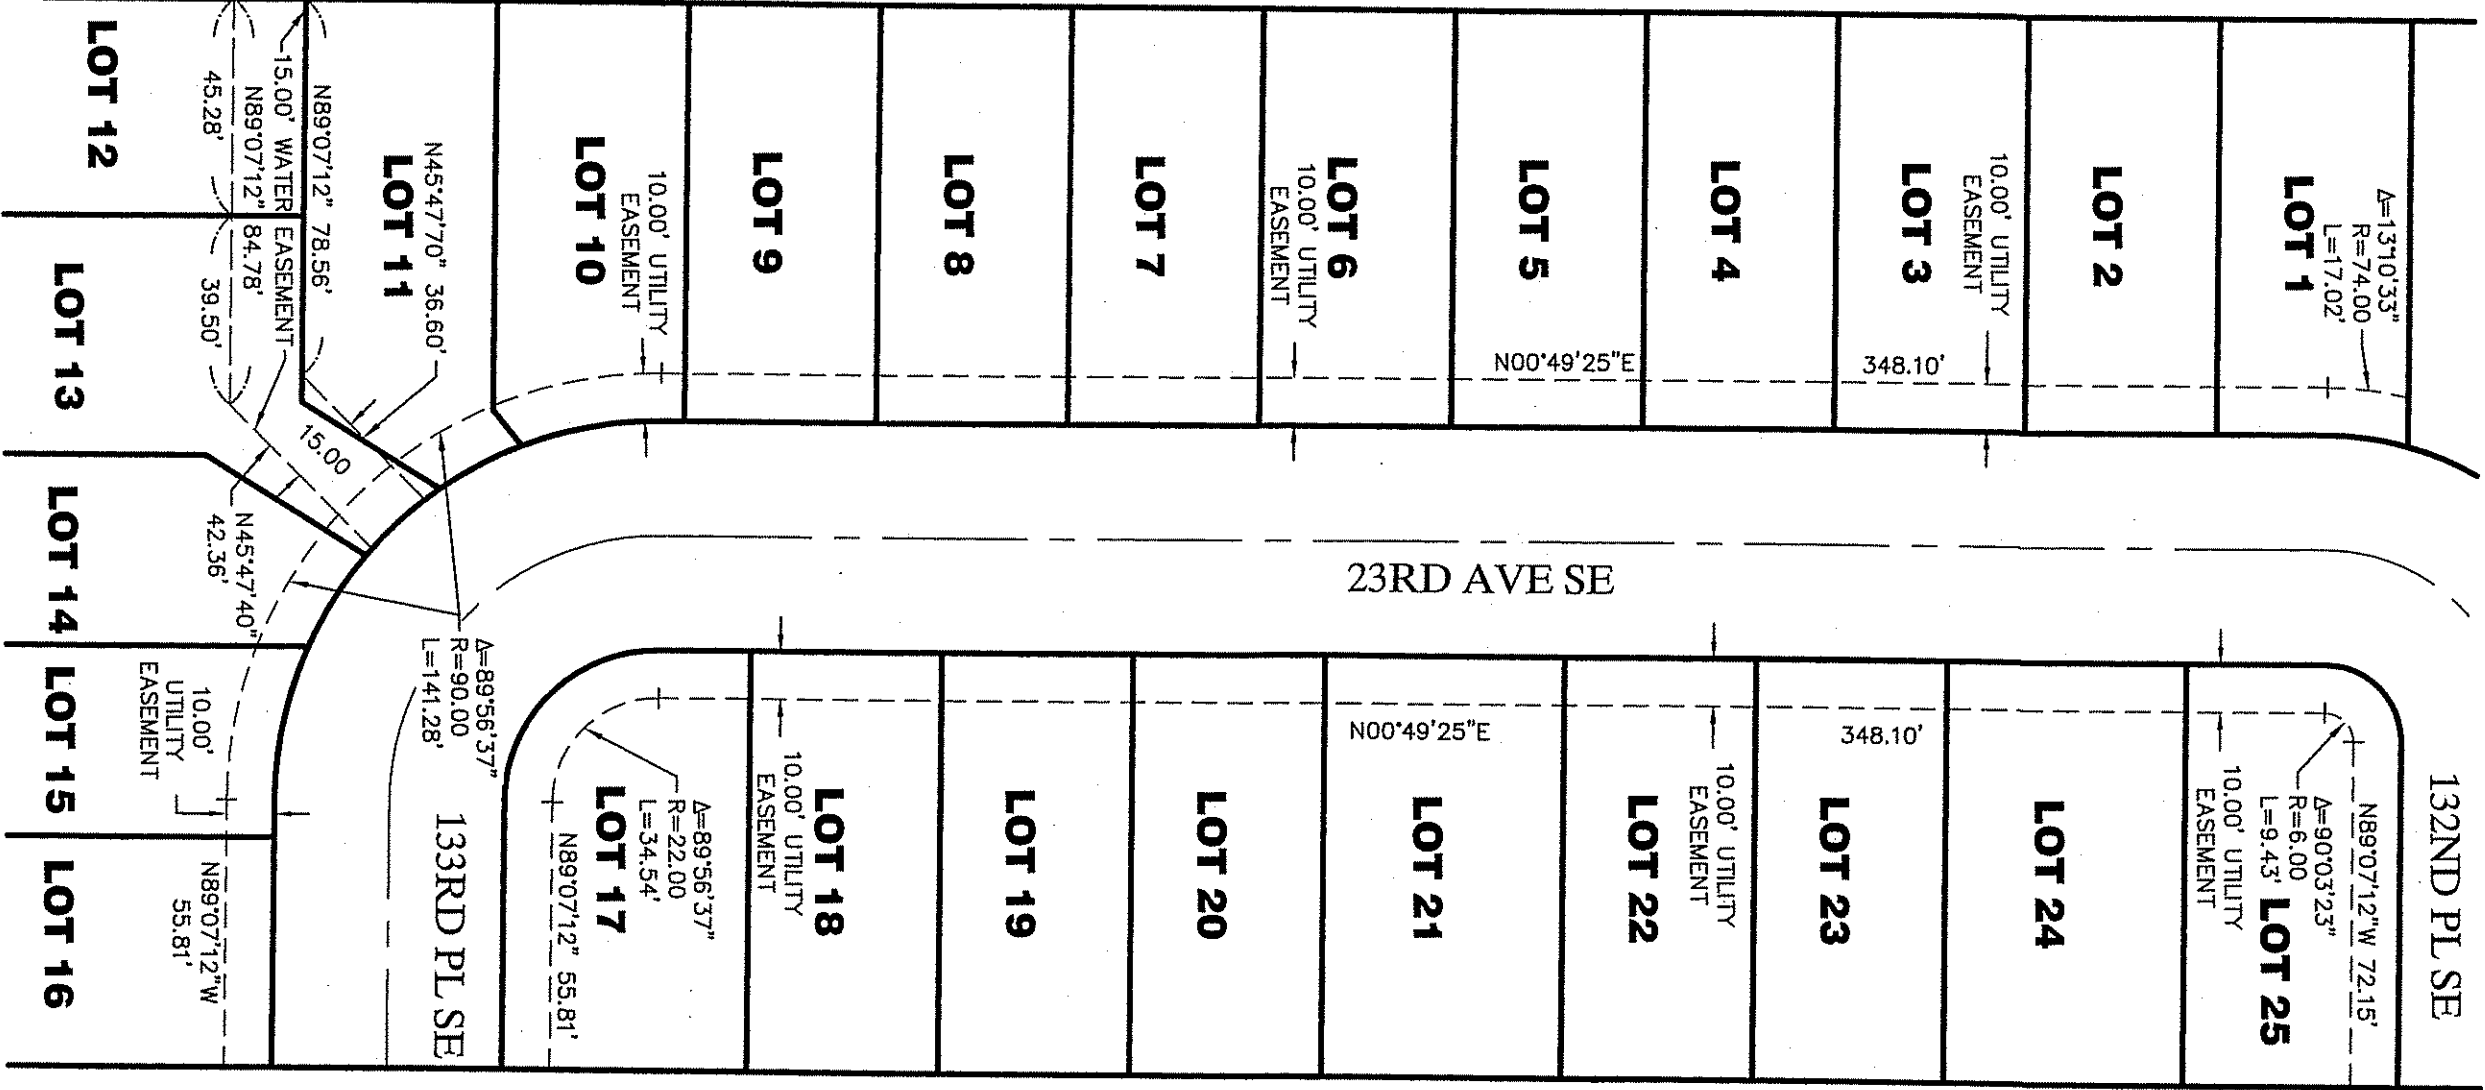 LOT 12
45.28'
N89°07'12" 84.78'
15.00' WATER EASEMENT
N89°07'12" 78.56'
39.50'
LOT 11
N45°47'70" 36.60'
LOT 10
10.00' UTILITY
EASEMENT
LOT 9
LOT 8
LOT 7
LOT 6
10.00' UTILITY
EASEMENT
LOT 5
N00°49'25"E
LOT 4
LOT 3
10.00' UTILITY
EASEMENT
348.10'
LOT 2
LOT 1
Δ=13°10'33"
R=74.00
L=17.02'
LOT 13
15.00
LOT 14
N45°47'40"
42.36'
23RD AVE SE
Δ=89°56'37"
R=90.00
L=141.28'
LOT 15
10.00'
UTILITY
EASEMENT
LOT 16
N89°07'12"W
55.81'
133RD PL SE
N89°07'12" 55.81'
LOT 17
Δ=89°56'37"
R=22.00
L=34.54'
10.00' UTILITY
EASEMENT
LOT 18
LOT 19
LOT 20
N00°49'25"E
LOT 21
LOT 22
10.00' UTILITY
EASEMENT
348.10'
LOT 23
LOT 24
10.00' UTILITY
EASEMENT
LOT 25
Δ=90°03'23"
R=6.00
L=9.43'
N89°07'12"W 72.15'
132ND PL SE